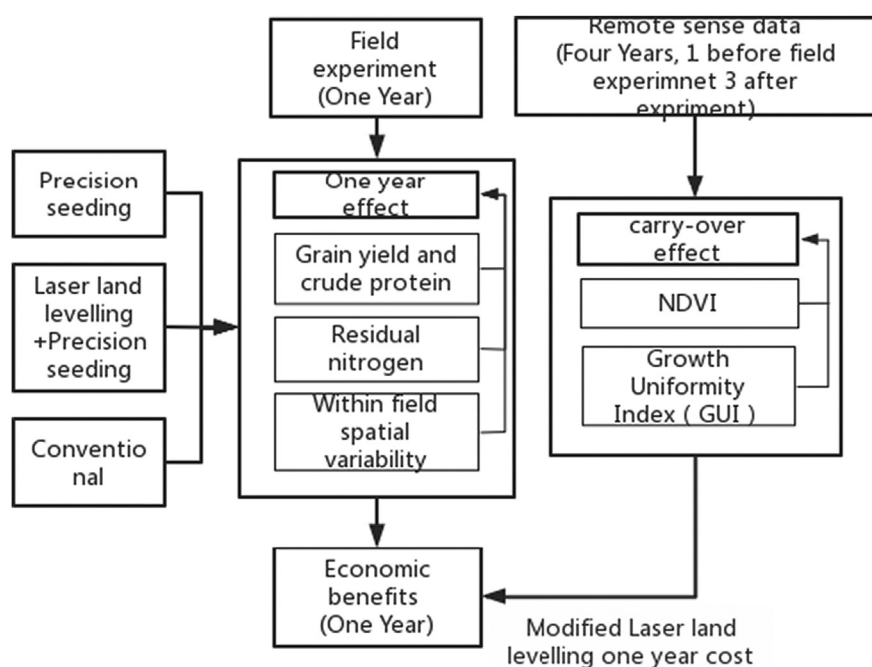 Field
experiment
(One Year)
Remote sense data
(Four Years, 1 before field
experimnet 3 after
expriment)
Precision
seeding
Laser land
levelling
+Precision
seeding
Conventio
nal
One year
effect
Grain yield and
crude protein
Residual
nitrogen
Within field
spatial
variability
carry-over
effect
NDVI
Growth
Uniformity
Index ( GUI )
Economic
benefits
(One Year)
Modified Laser land
levelling one year cost